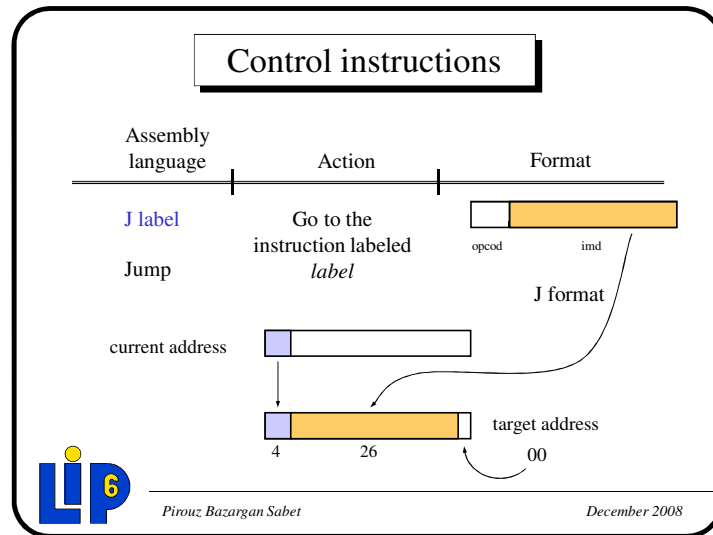 Control instructions
Assembly
language
Action
Format
J label
Jump
Go to the
instruction labeled
label
opcod
imd
J format
current address
target address
4
26
00
LIP6
Pirouz Bazargan Sabet
December 2008